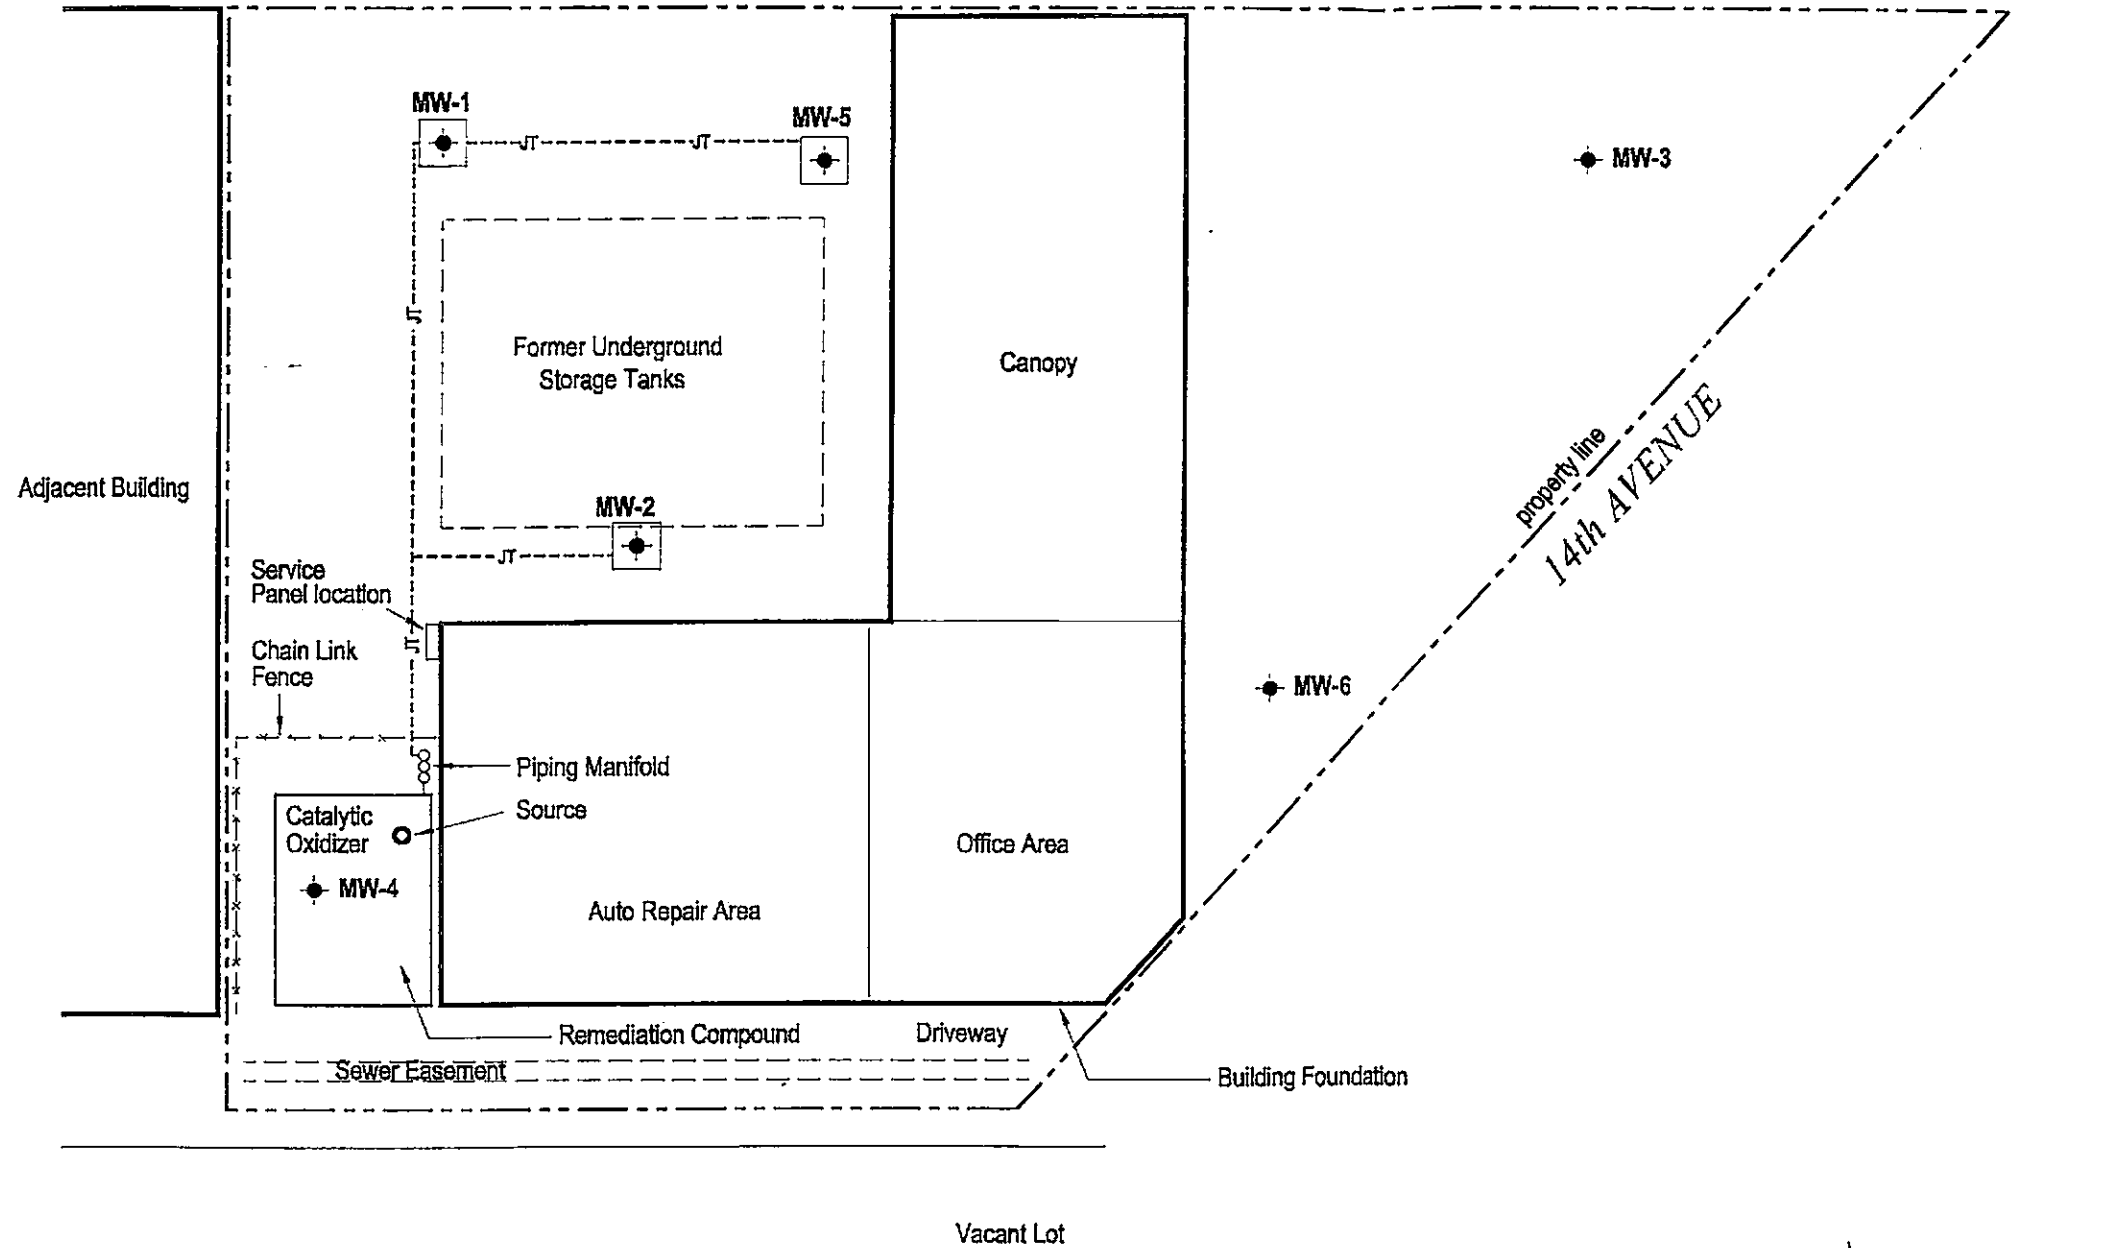 MW-1
MW-5
JT
JT
MW-3
JT
Former Underground
Storage Tanks
Canopy
property line
14th AVENUE
Adjacent Building
MW-2
JT
Service
Panel location
JT
Chain Link
Fence
MW-6
Piping Manifold
Source
Catalytic
Oxidizer
MW-4
Office Area
Auto Repair Area
Remediation Compound
Driveway
Sewer Easement
Building Foundation
Vacant Lot